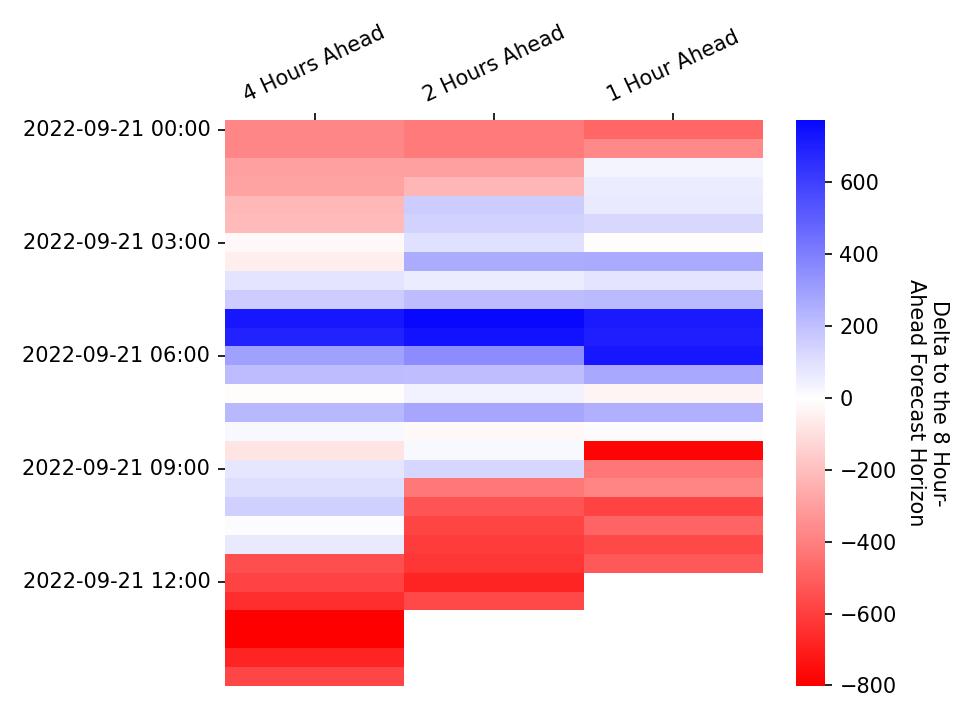 4 Hours Ahead
2 Hours Ahead
1 Hour Ahead
2022-09-21 00:00
2022-09-21 03:00
2022-09-21 06:00
2022-09-21 09:00
2022-09-21 12:00
600
400
200
0
−200
−400
−600
−800
Delta to the 8 Hour-
Ahead Forecast Horizon